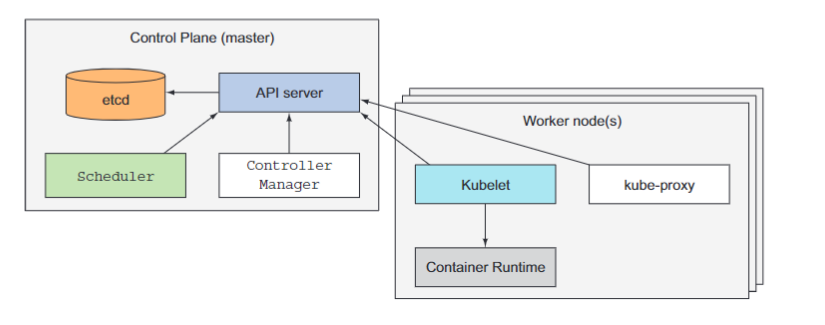 Control Plane (master)
etcd
API server
Scheduler
Controller
Manager
Worker node(s)
Kubelet
kube-proxy
Container Runtime